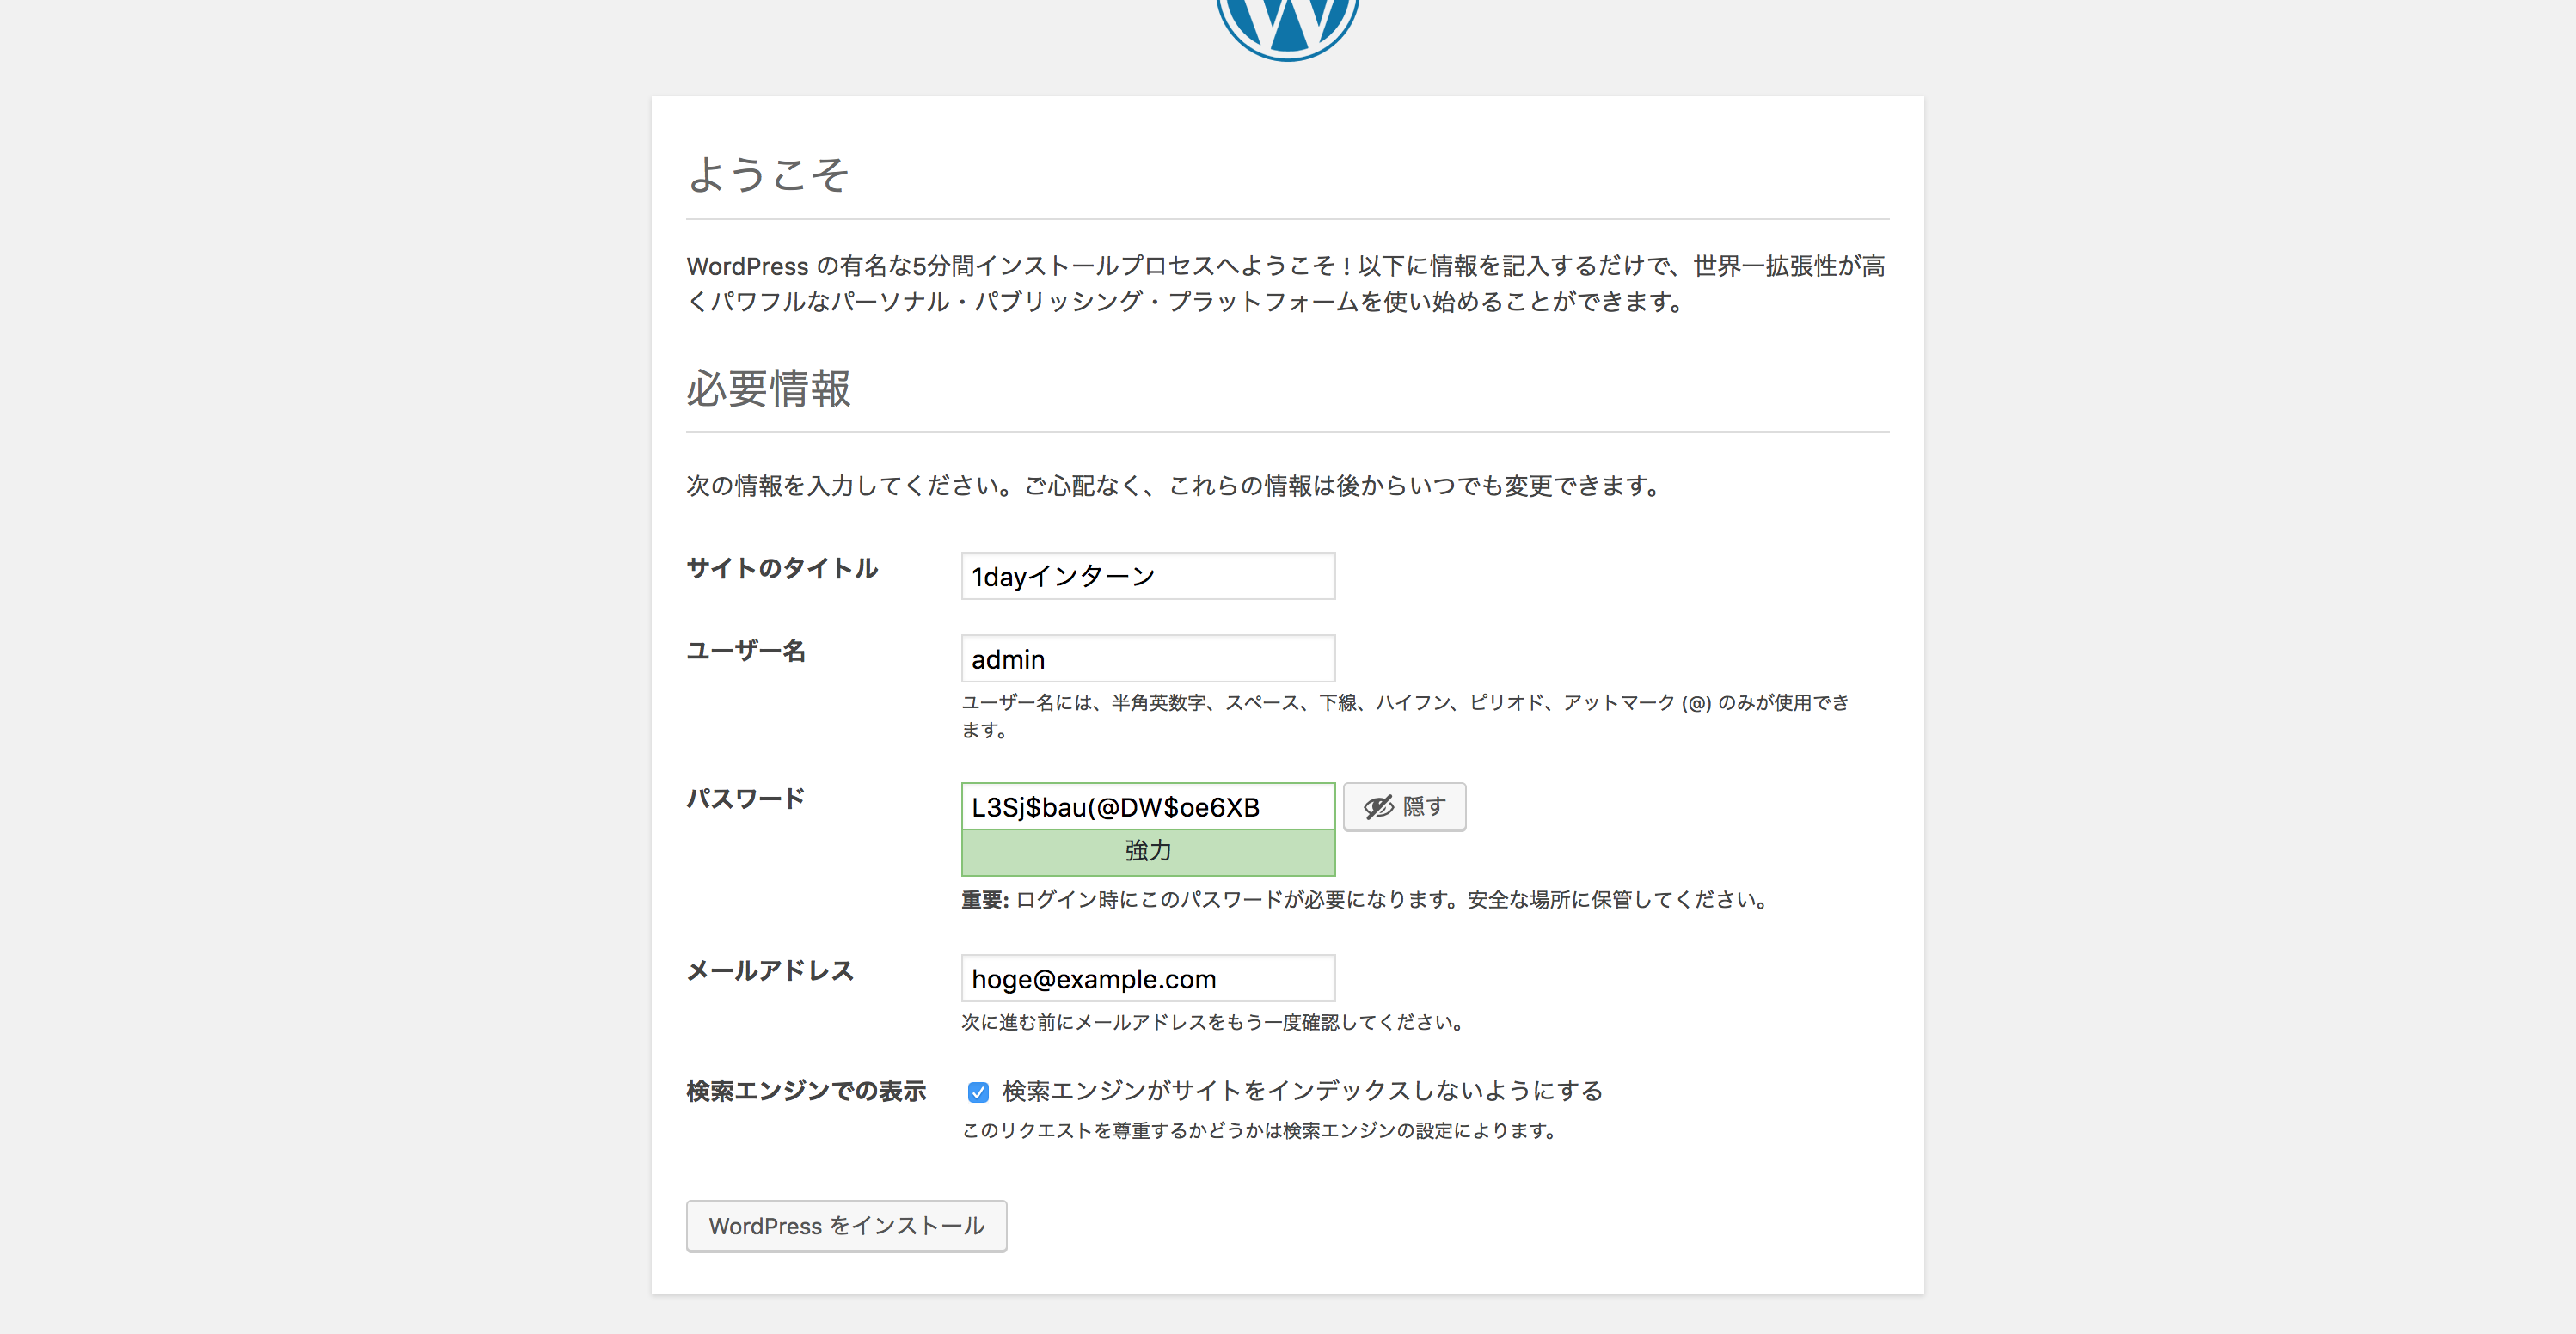 ようこそ
WordPress の有名な5分間インストールプロセスへようこそ ! 以下に情報を記入するだけで、世界一拡張性が高
くパワフルなパーソナル・パブリッシング・プラットフォームを使い始めることができます。
必要情報
次の情報を入力してください。ご心配なく、これらの情報は後からいつでも変更できます。
サイトのタイトル
1dayインターン
ユーザー名
admin
ユーザー名には、半角英数字、スペース、下線、ハイフン、ピリオド、アットマーク (@) のみが使用でき
ます。
パスワード
L3Sj$bau(@DW$oe6XB
隠す
強力
重要: ログイン時にこのパスワードが必要になります。安全な場所に保管してください。
メールアドレス
hoge@example.com
次に進む前にメールアドレスをもう一度確認してください。
検索エンジンでの表示
検索エンジンがサイトをインデックスしないようにする
このリクエストを尊重するかどうかは検索エンジンの設定によります。
WordPress をインストール